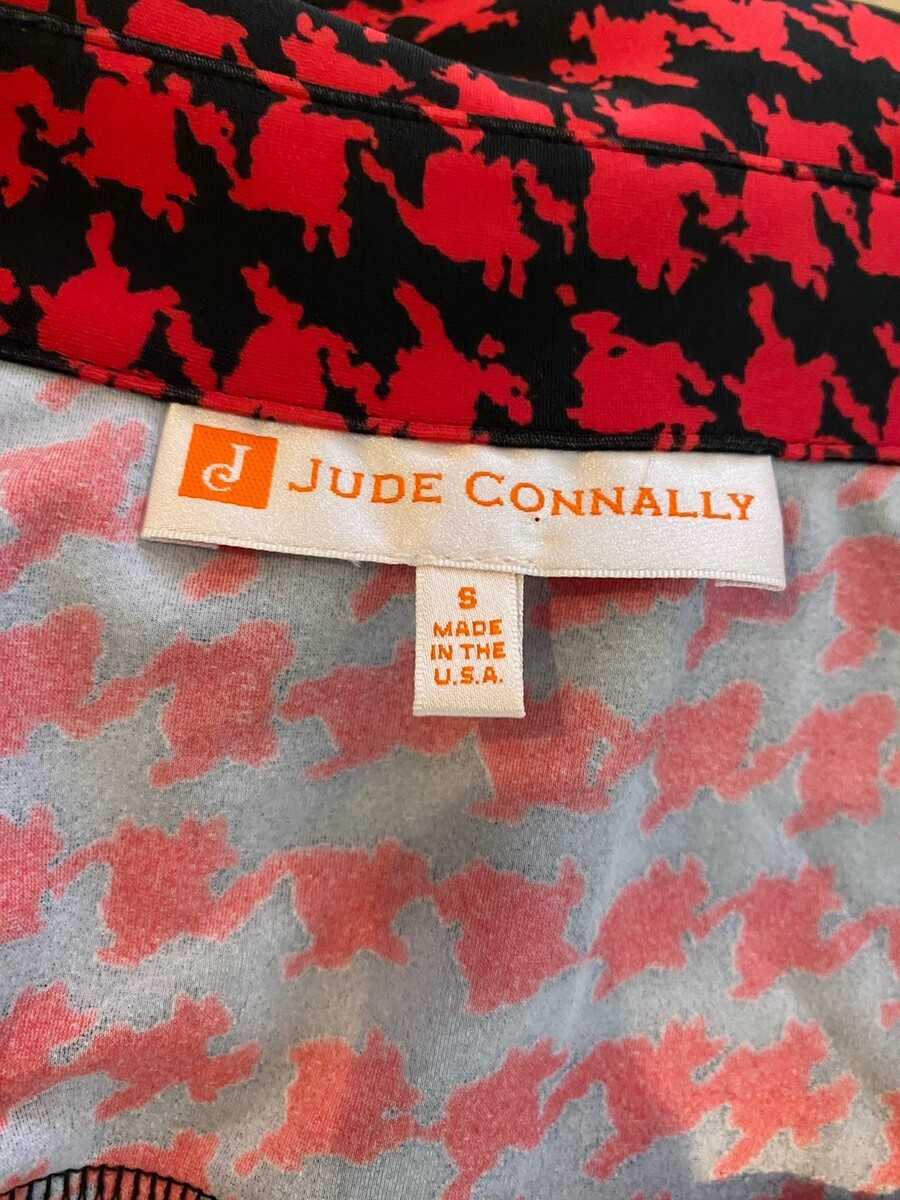 J JUDE CONNALLY
S
MADE
IN THE
U.S.A.